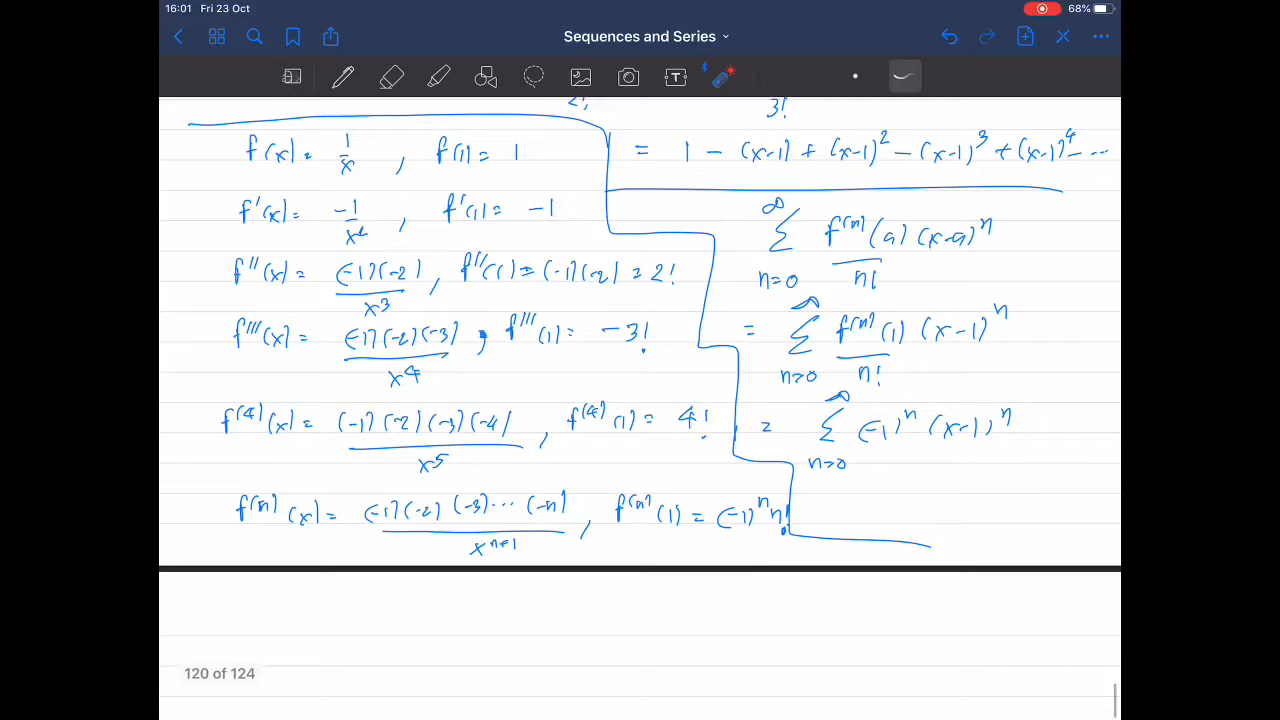 16:01 Fri 23 Oct
68%
Sequences and Series
T
2! 3!
f(x) = 1/x , f(1) = 1
= 1 - (x-1) + (x-1)^2 - (x-1)^3 + (x-1)^4 - ...
f'(x) = -1/x^2 , f'(1) = -1
f''(x) = (-1)(-2)/x^3 , f''(1) = (-1)(-2) = 2!
f'''(x) = (-1)(-2)(-3)/x^4 , f'''(1) = -3!
f^(4)(x) = (-1)(-2)(-3)(-4)/x^5 , f^(4)(1) = 4!
f^(n)(x) = (-1)(-2)(-3)...(-n)/x^{n+1} , f^(n)(1) = (-1)^n n!
∞ Σ n=0 f^(n)(a) (x-a)^n / n!
= ∞ Σ n=0 f^(n)(1)/n! (x-1)^n
= ∞ Σ n=0 (-1)^n (x-1)^n
120 of 124